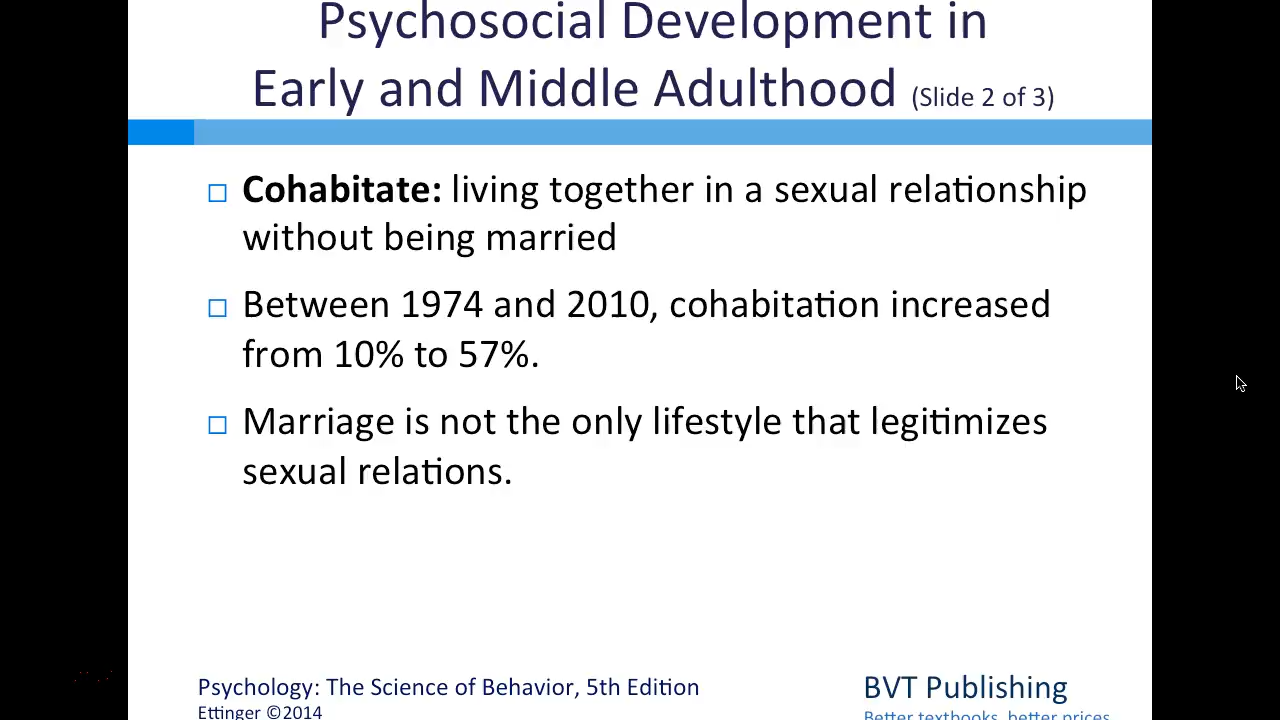 Psychosocial Development in
Early and Middle Adulthood (Slide 2 of 3)
Cohabitate: living together in a sexual relationship
without being married
Between 1974 and 2010, cohabitation increased
from 10% to 57%.
Marriage is not the only lifestyle that legitimizes
sexual relations.
Psychology: The Science of Behavior, 5th Edition
Ettinger ©2014
BVT Publishing
Better textbooks, better prices